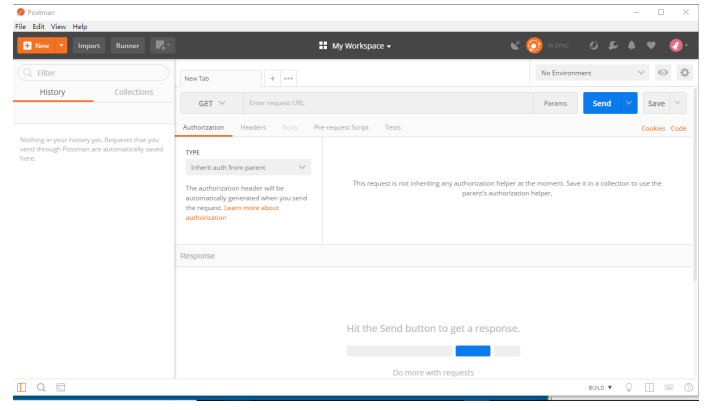 Postman
File Edit View Help
New Import Runner My Workspace IN SYNC
Filter
History Collections
Nothing in your history yet. Requests that you
send through Postman are automatically saved
here.
New Tab + ••• No Environment
GET Enter request URL Params Send Save
Authorization Headers Body Pre-request Script Tests Cookies Code
TYPE
Inherit auth from parent
The authorization header will be
automatically generated when you send
the request. Learn more about
authorization
This request is not inheriting any authorization helper at the moment. Save it in a collection to use the
parent's authorization helper.
Response
Hit the Send button to get a response.
Do more with requests
BUILD